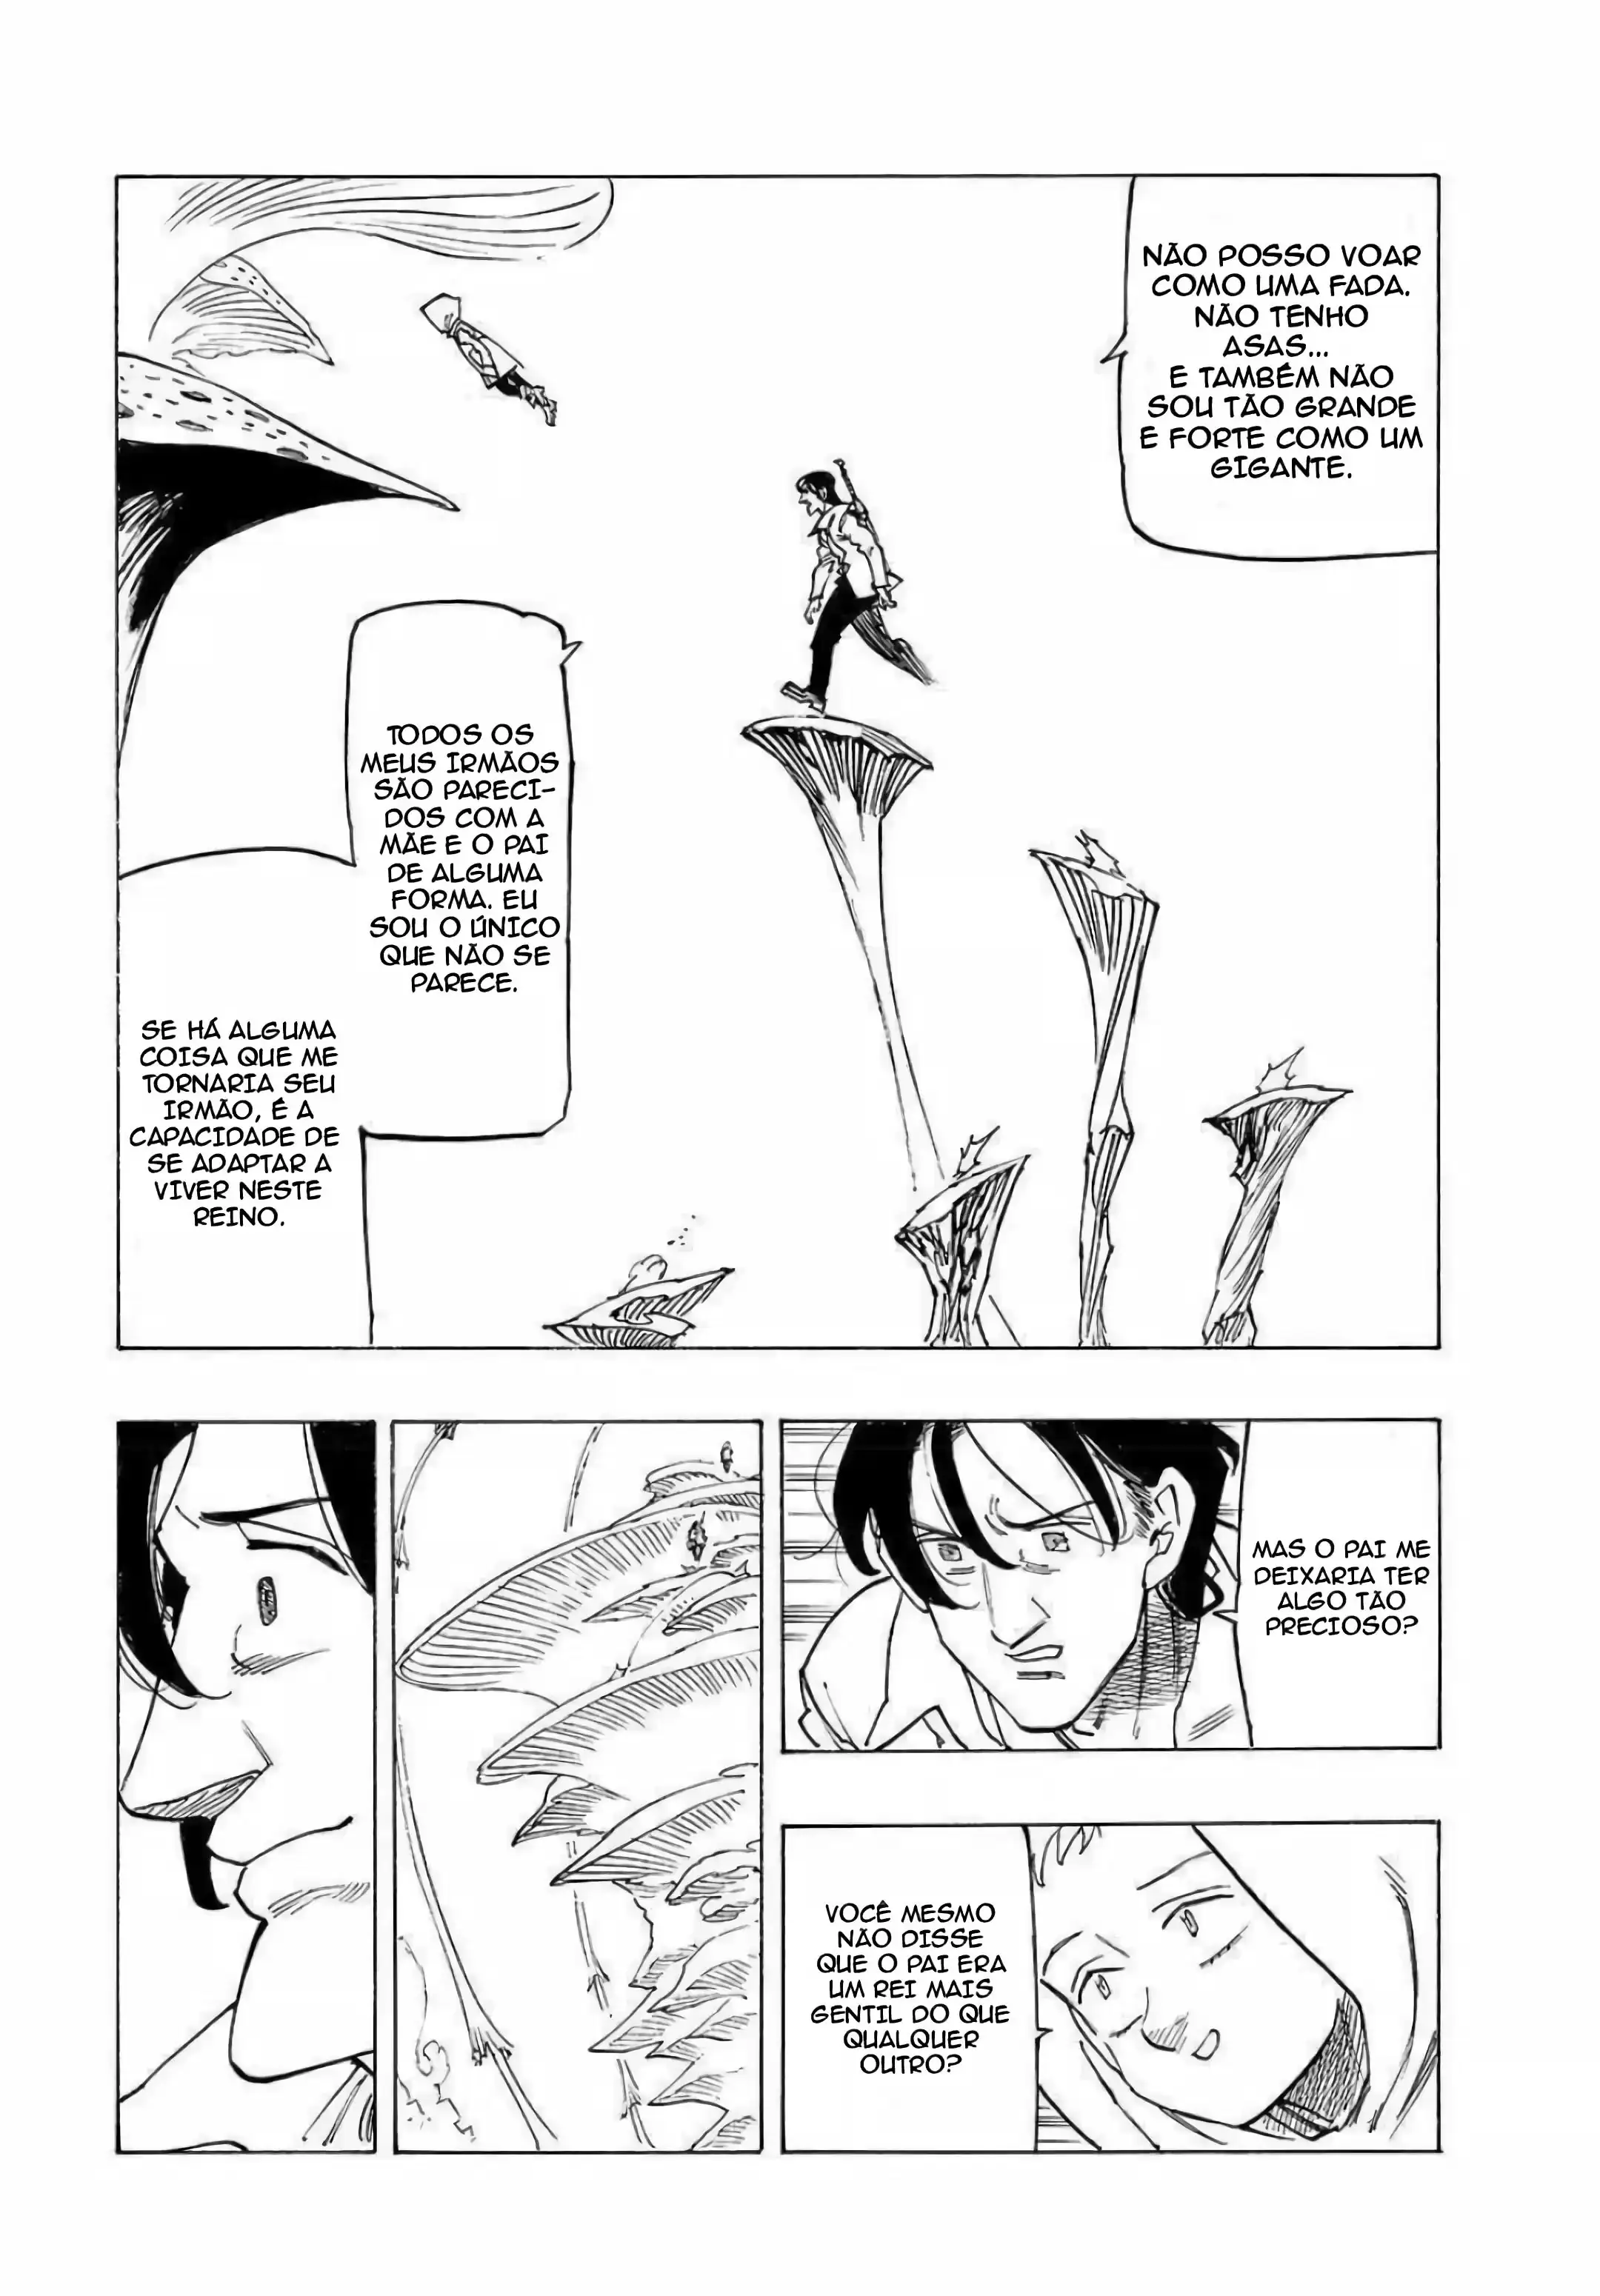 NÃO POSSO VOAR
COMO UMA FADA.
NÃO TENHO
ASAS...
E TAMBÉM NÃO
SOU TÃO GRANDE
E FORTE COMO UM
GIGANTE.
TODOS OS
MEUS IRMÃOS
SÃO PARECI-
DOS COM A
MÃE E O PAI
DE ALGUMA
FORMA. EU
SOU O ÚNICO
QUE NÃO SE
PARECE.
SE HÁ ALGUMA
COISA QUE ME
TORNARIA SEU
IRMÃO, É A
CAPACIDADE DE
SE ADAPTAR A
VIVER NESTE
REINO.
MAS O PAI ME
DEIXARIA TER
ALGO TÃO
PRECIOSO?
VOCÊ MESMO
NÃO DISSE
QUE O PAI ERA
UM REI MAIS
GENTIL DO QUE
QUALQUER
OUTRO?